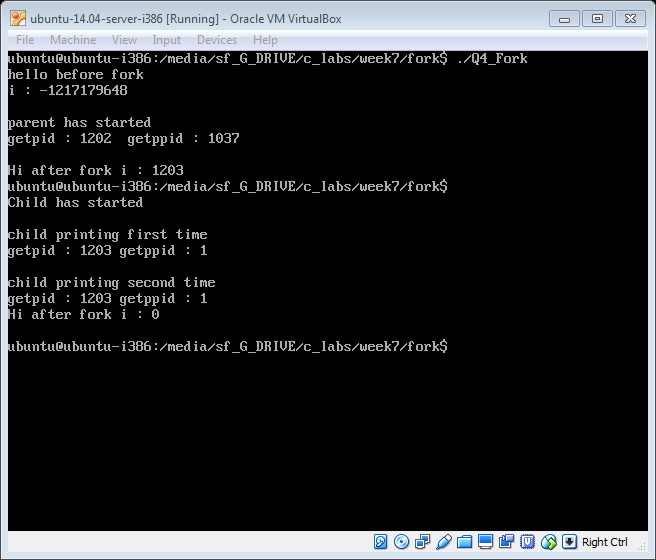 ubuntu-14.04-server-i386 [Running] - Oracle VM VirtualBox
File Machine View Input Devices Help
ubuntu@ubuntu-i386:/media/sf_G_DRIVE/c_labs/week7/fork$ ./Q4_Fork
hello before fork
i : -1217179648
parent has started
getpid : 1202  getppid : 1037
Hi after fork i : 1203
ubuntu@ubuntu-i386:/media/sf_G_DRIVE/c_labs/week7/fork$
Child has started
child printing first time
getpid : 1203 getppid : 1
child printing second time
getpid : 1203 getppid : 1
Hi after fork i : 0
ubuntu@ubuntu-i386:/media/sf_G_DRIVE/c_labs/week7/fork$
Right Ctrl